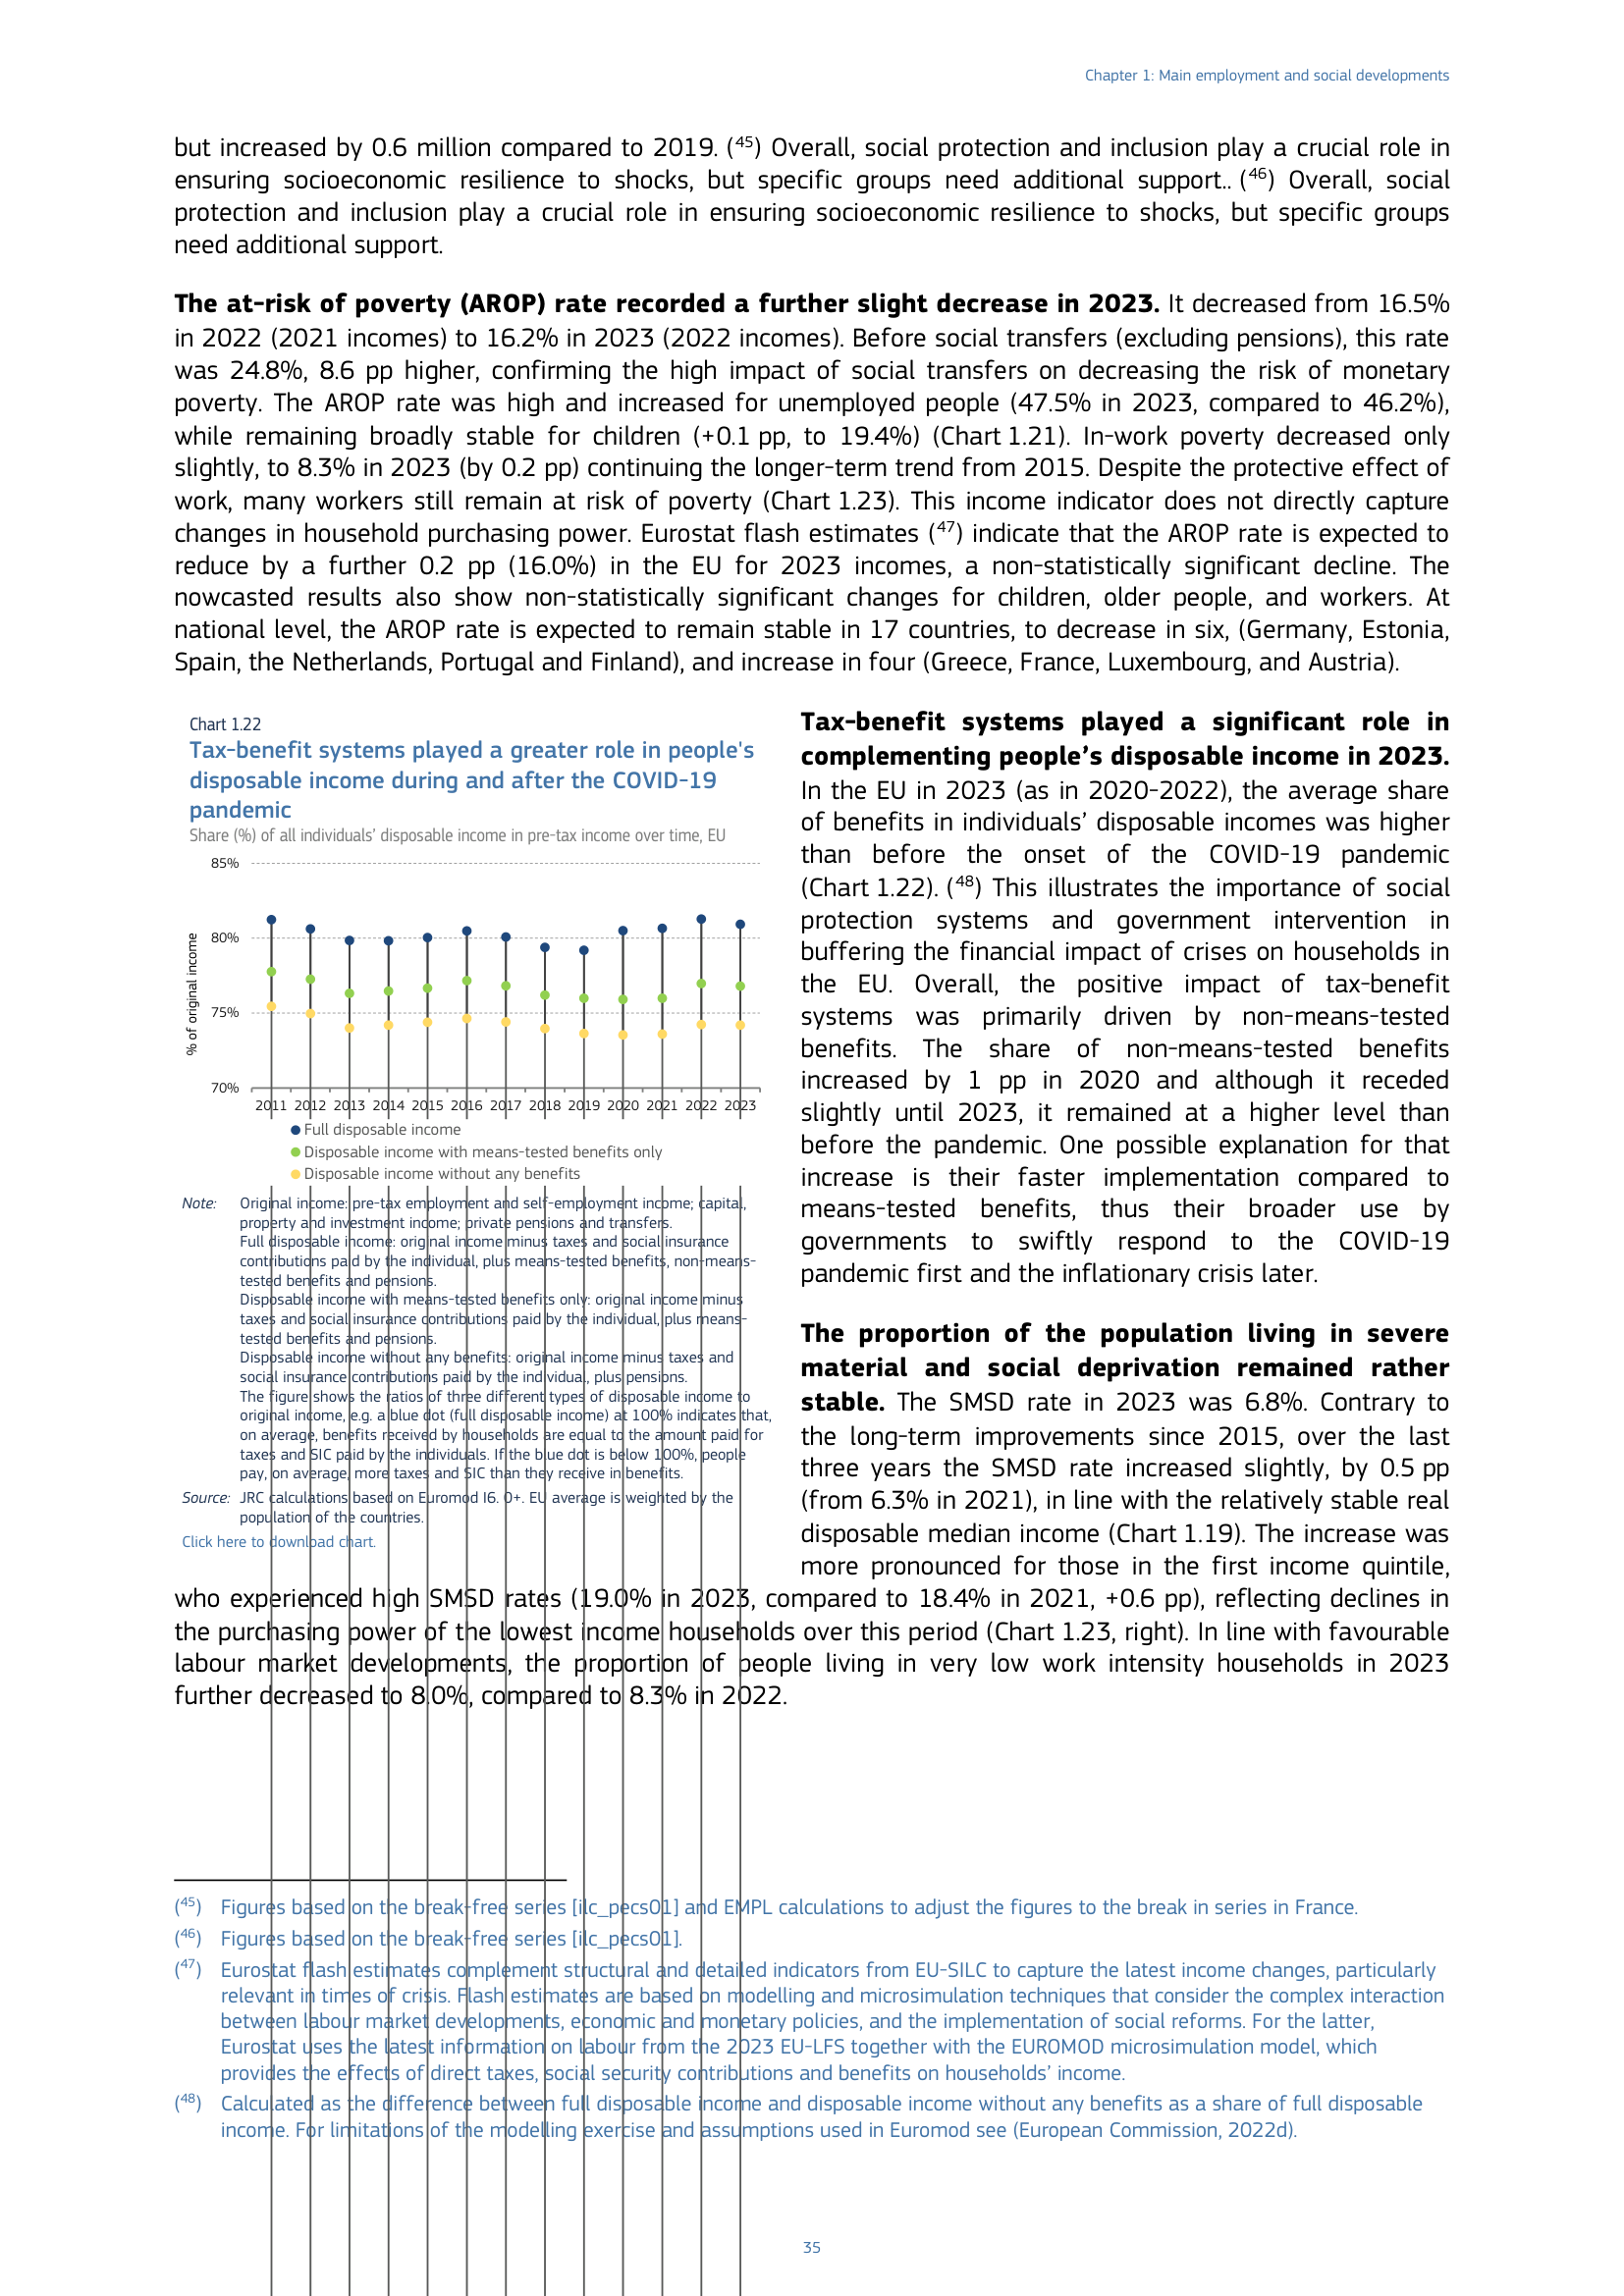 Chapter 1: Main employment and social developments
but increased by 0.6 million compared to 2019. (45) Overall, social protection and inclusion play a crucial role in
ensuring socioeconomic resilience to shocks, but specific groups need additional support.. (46) Overall, social
protection and inclusion play a crucial role in ensuring socioeconomic resilience to shocks, but specific groups
need additional support.
The at-risk of poverty (AROP) rate recorded a further slight decrease in 2023. It decreased from 16.5%
in 2022 (2021 incomes) to 16.2% in 2023 (2022 incomes). Before social transfers (excluding pensions), this rate
was 24.8%, 8.6 pp higher, confirming the high impact of social transfers on decreasing the risk of monetary
poverty. The AROP rate was high and increased for unemployed people (47.5% in 2023, compared to 46.2%),
while remaining broadly stable for children (+0.1 pp, to 19.4%) (Chart 1.21). In-work poverty decreased only
slightly, to 8.3% in 2023 (by 0.2 pp) continuing the longer-term trend from 2015. Despite the protective effect of
work, many workers still remain at risk of poverty (Chart 1.23). This income indicator does not directly capture
changes in household purchasing power. Eurostat flash estimates (47) indicate that the AROP rate is expected to
reduce by a further 0.2 pp (16.0%) in the EU for 2023 incomes, a non-statistically significant decline. The
nowcasted results also show non-statistically significant changes for children, older people, and workers. At
national level, the AROP rate is expected to remain stable in 17 countries, to decrease in six, (Germany, Estonia,
Spain, the Netherlands, Portugal and Finland), and increase in four (Greece, France, Luxembourg, and Austria).
Chart 1.22
Tax-benefit systems played a greater role in people's
disposable income during and after the COVID-19
pandemic
Share (%) of all individuals' disposable income in pre-tax income over time, EU
85%
80%
75%
70%
% of original income
2011 2012 2013 2014 2015 2016 2017 2018 2019 2020 2021 2022 2023
Full disposable income
Disposable income with means-tested benefits only
Disposable income without any benefits
Note: Original income: pre-tax employment and self-employment income; capital,
property and investment income; private pensions and transfers.
Full disposable income: original income minus taxes and social insurance
contributions paid by the individual, plus means-tested benefits, non-means-
tested benefits and pensions.
Disposable income with means-tested benefits only: original income minus
taxes and social insurance contributions paid by the individual, plus means-
tested benefits and pensions.
Disposable income without any benefits: original income minus taxes and
social insurance contributions paid by the individual, plus pensions.
The figure shows the ratios of three different types of disposable income to
original income, e.g. a blue dot (full disposable income) at 100% indicates that,
on average, benefits received by households are equal to the amount paid for
taxes and SIC paid by the individuals. If the blue dot is below 100%, people
pay, on average, more taxes and SIC than they receive in benefits.
Source: JRC calculations based on Euromod I6. 0+. EU average is weighted by the
population of the countries.
Click here to download chart.
Tax-benefit systems played a significant role in
complementing people's disposable income in 2023.
In the EU in 2023 (as in 2020-2022), the average share
of benefits in individuals' disposable incomes was higher
than before the onset of the COVID-19 pandemic
(Chart 1.22). (48) This illustrates the importance of social
protection systems and government intervention in
buffering the financial impact of crises on households in
the EU. Overall, the positive impact of tax-benefit
systems was primarily driven by non-means-tested
benefits. The share of non-means-tested benefits
increased by 1 pp in 2020 and although it receded
slightly until 2023, it remained at a higher level than
before the pandemic. One possible explanation for that
increase is their faster implementation compared to
means-tested benefits, thus their broader use by
governments to swiftly respond to the COVID-19
pandemic first and the inflationary crisis later.
The proportion of the population living in severe
material and social deprivation remained rather
stable. The SMSD rate in 2023 was 6.8%. Contrary to
the long-term improvements since 2015, over the last
three years the SMSD rate increased slightly, by 0.5 pp
(from 6.3% in 2021), in line with the relatively stable real
disposable median income (Chart 1.19). The increase was
more pronounced for those in the first income quintile,
who experienced high SMSD rates (19.0% in 2023, compared to 18.4% in 2021, +0.6 pp), reflecting declines in
the purchasing power of the lowest income households over this period (Chart 1.23, right). In line with favourable
labour market developments, the proportion of people living in very low work intensity households in 2023
further decreased to 8.0%, compared to 8.3% in 2022.
(45) Figures based on the break-free series [ilc_pecs01] and EMPL calculations to adjust the figures to the break in series in France.
(46) Figures based on the break-free series [ilc_pecs01].
(47) Eurostat flash estimates complement structural and detailed indicators from EU-SILC to capture the latest income changes, particularly
relevant in times of crisis. Flash estimates are based on modelling and microsimulation techniques that consider the complex interaction
between labour market developments, economic and monetary policies, and the implementation of social reforms. For the latter,
Eurostat uses the latest information on labour from the 2023 EU-LFS together with the EUROMOD microsimulation model, which
provides the effects of direct taxes, social security contributions and benefits on households' income.
(48) Calculated as the difference between full disposable income and disposable income without any benefits as a share of full disposable
income. For limitations of the modelling exercise and assumptions used in Euromod see (European Commission, 2022d).
35